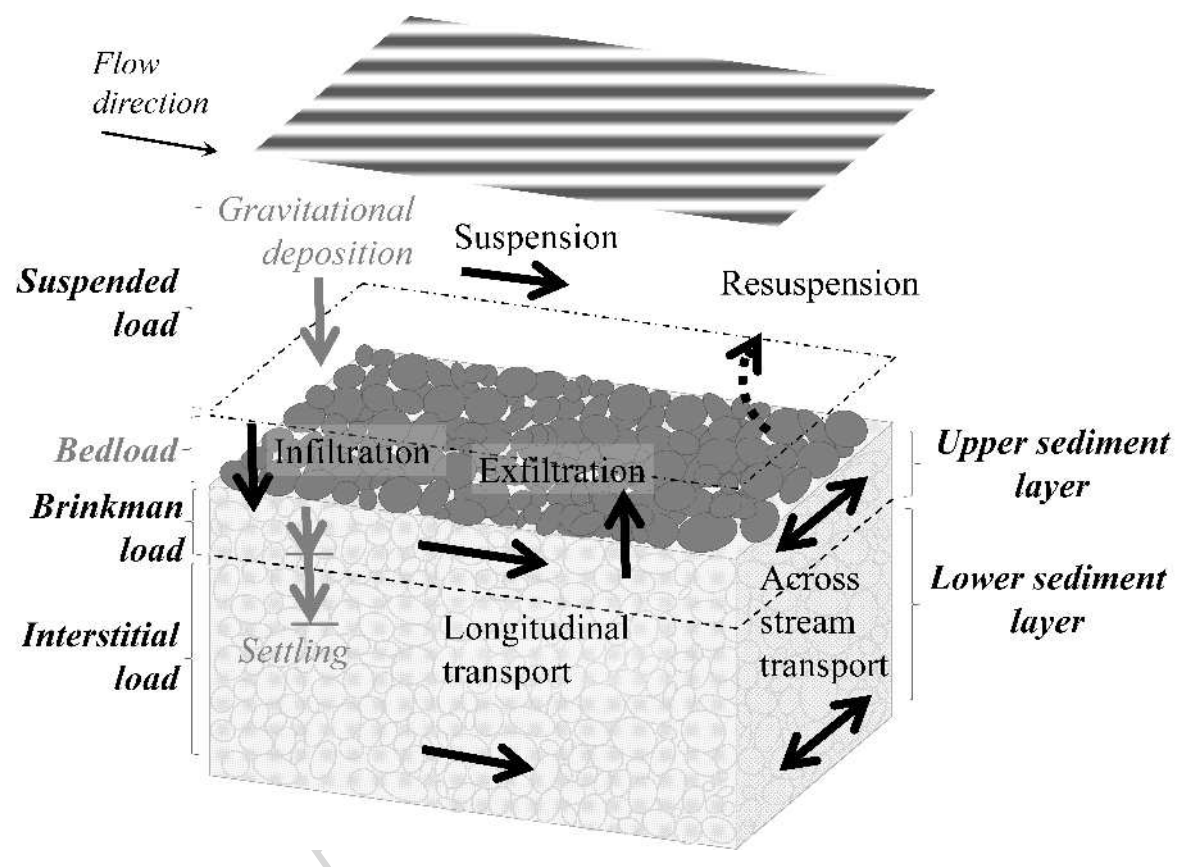 Flow
direction
Gravitational
deposition
Suspension
Suspended
load
Resuspension
Bedload
Infiltration
Exfiltration
Upper sediment
layer
Brinkman
load
Across
stream
transport
Lower sediment
layer
Interstitial
load
Settling
Longitudinal
transport